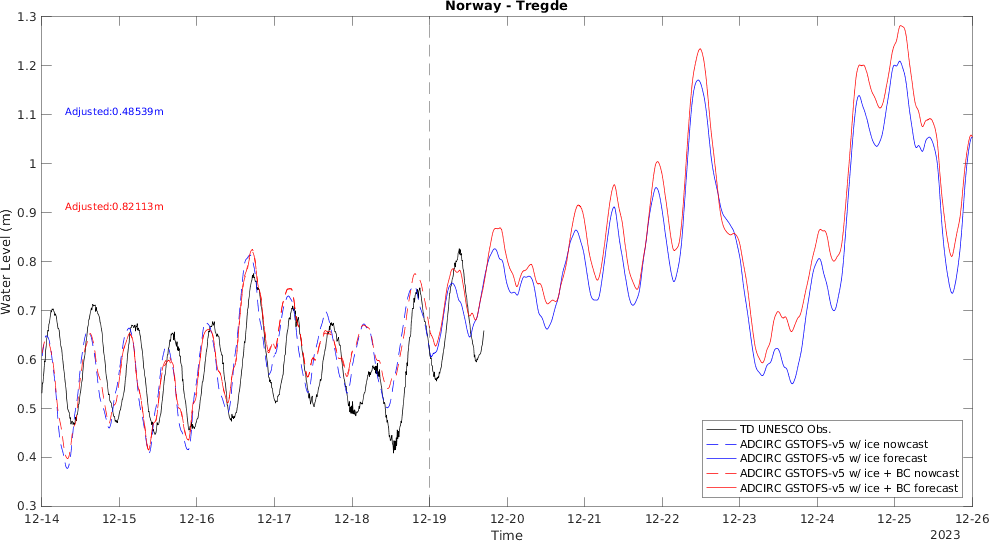 Norway - Tregde
1.3
1.2
1.1
1
0.9
0.8
0.7
0.6
0.5
0.4
0.3
Water Level (m)
Adjusted:0.48539m
Adjusted:0.82113m
TD UNESCO Obs.
ADCIRC GSTOFS-v5 w/ ice nowcast
ADCIRC GSTOFS-v5 w/ ice forecast
ADCIRC GSTOFS-v5 w/ ice + BC nowcast
ADCIRC GSTOFS-v5 w/ ice + BC forecast
12-14 12-15 12-16 12-17 12-18 12-19 12-20 12-21 12-22 12-23 12-24 12-25 12-26
Time
2023